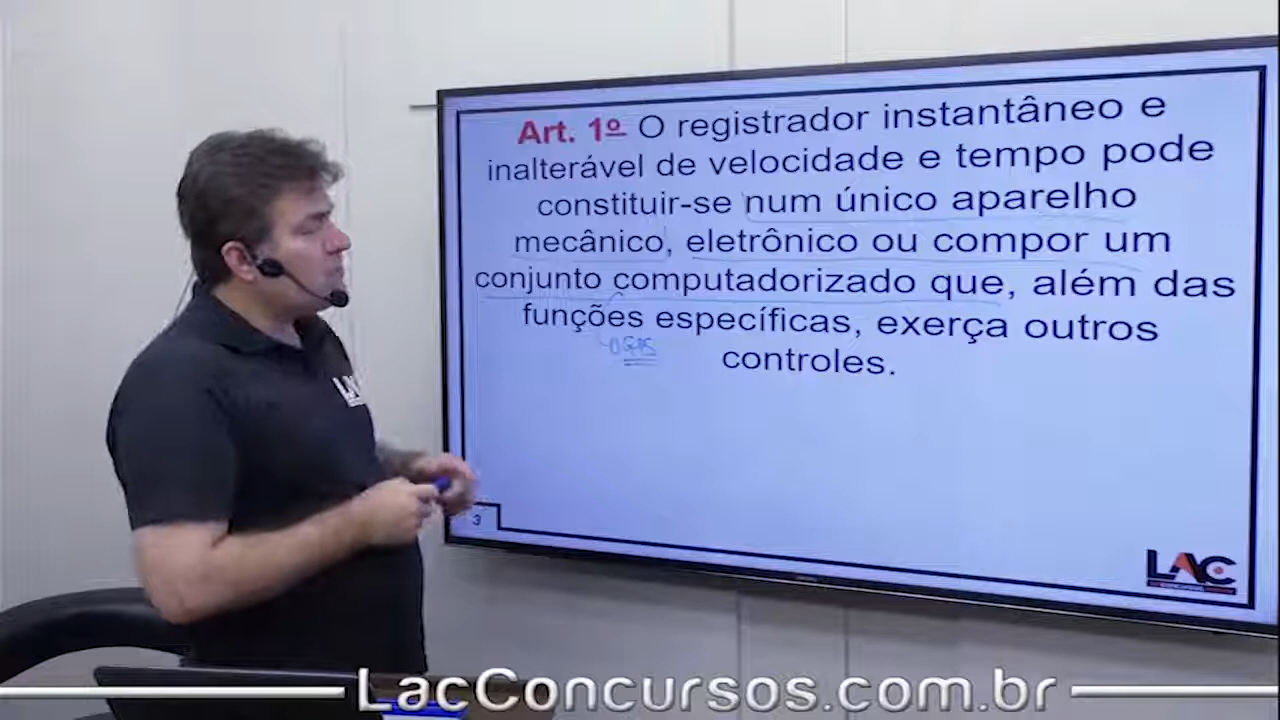 Art. 1º O registrador instantâneo e
inalterável de velocidade e tempo pode
constituir-se num único aparelho
mecânico, eletrônico ou compor um
conjunto computadorizado que, além das
funções específicas, exerça outros
controles.
3
LAC
LacConcursos.com.br